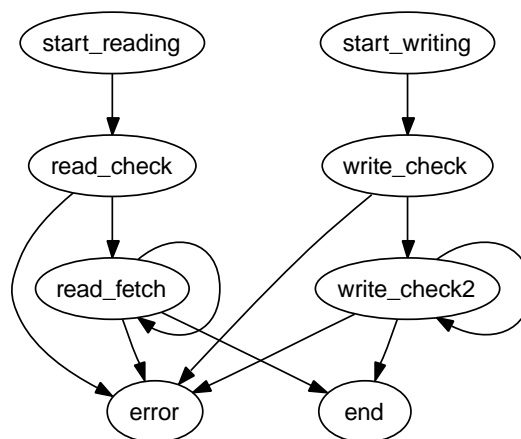 start_reading
start_writing
read_check
write_check
read_fetch
write_check2
error
end